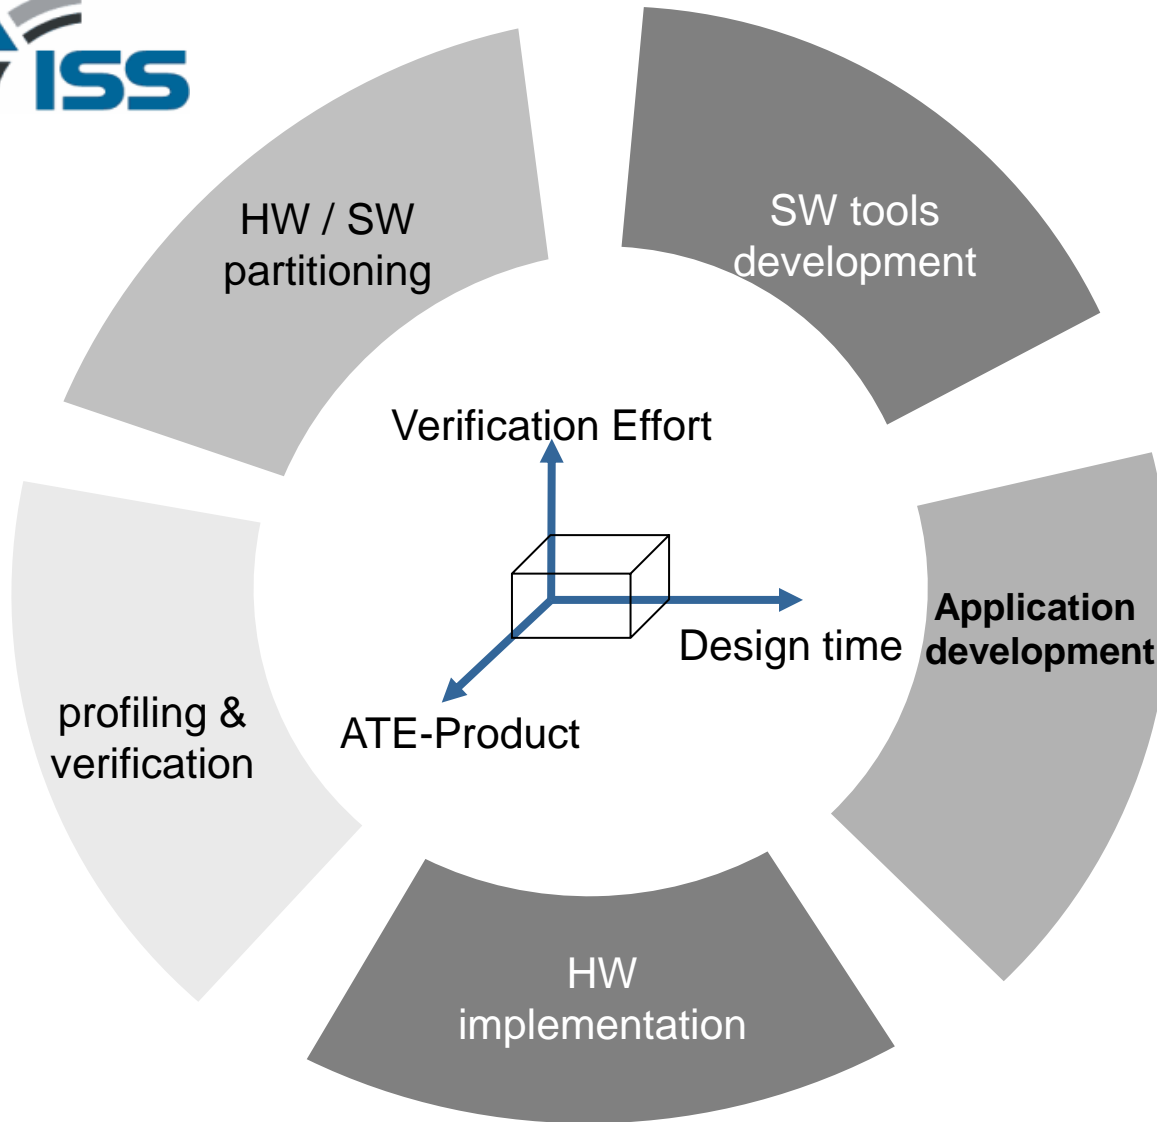 ISS
HW / SW
partitioning
SW tools
development
Verification Effort
Application
development
Design time
profiling &
verification
ATE-Product
HW
implementation